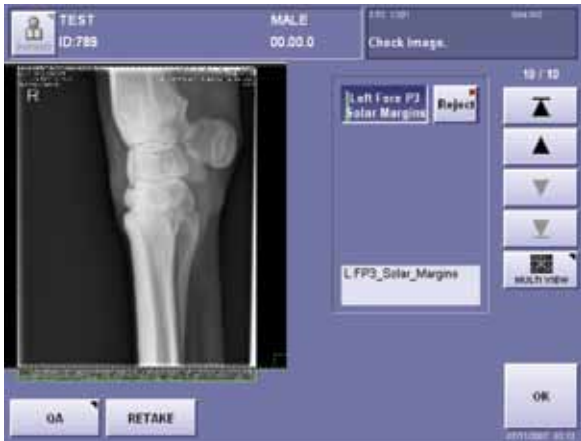 TEST
ID:789
MALE
00.00.0
Check Image.
10 / 10
R
Left Fore P3
Solar Margins
Reject
L FP3_Solar_Margins
MULTI VIEW
QA
RETAKE
OK